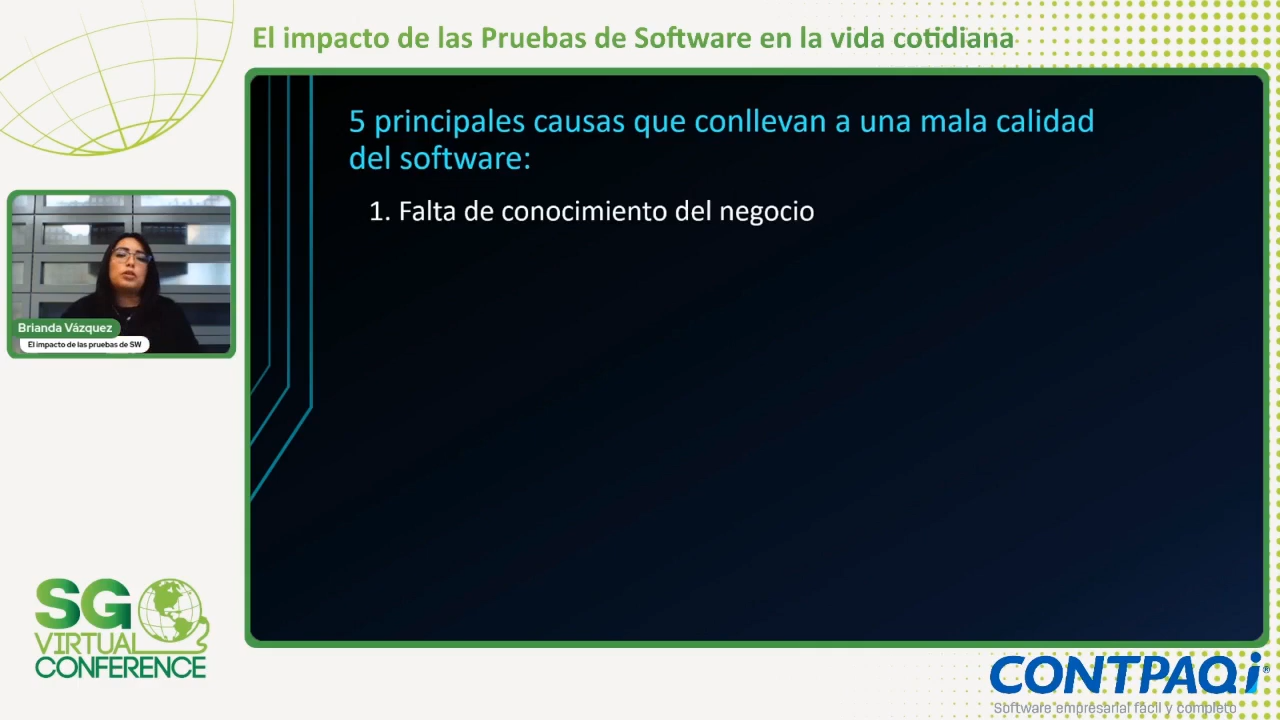 El impacto de las Pruebas de Software en la vida cotidiana
5 principales causas que conllevan a una mala calidad
del software:
1. Falta de conocimiento del negocio
Brianda Vázquez
El impacto de las pruebas de SW
SG
VIRTUAL
CONFERENCE
CONTPAQi®
Software empresarial fácil y completo